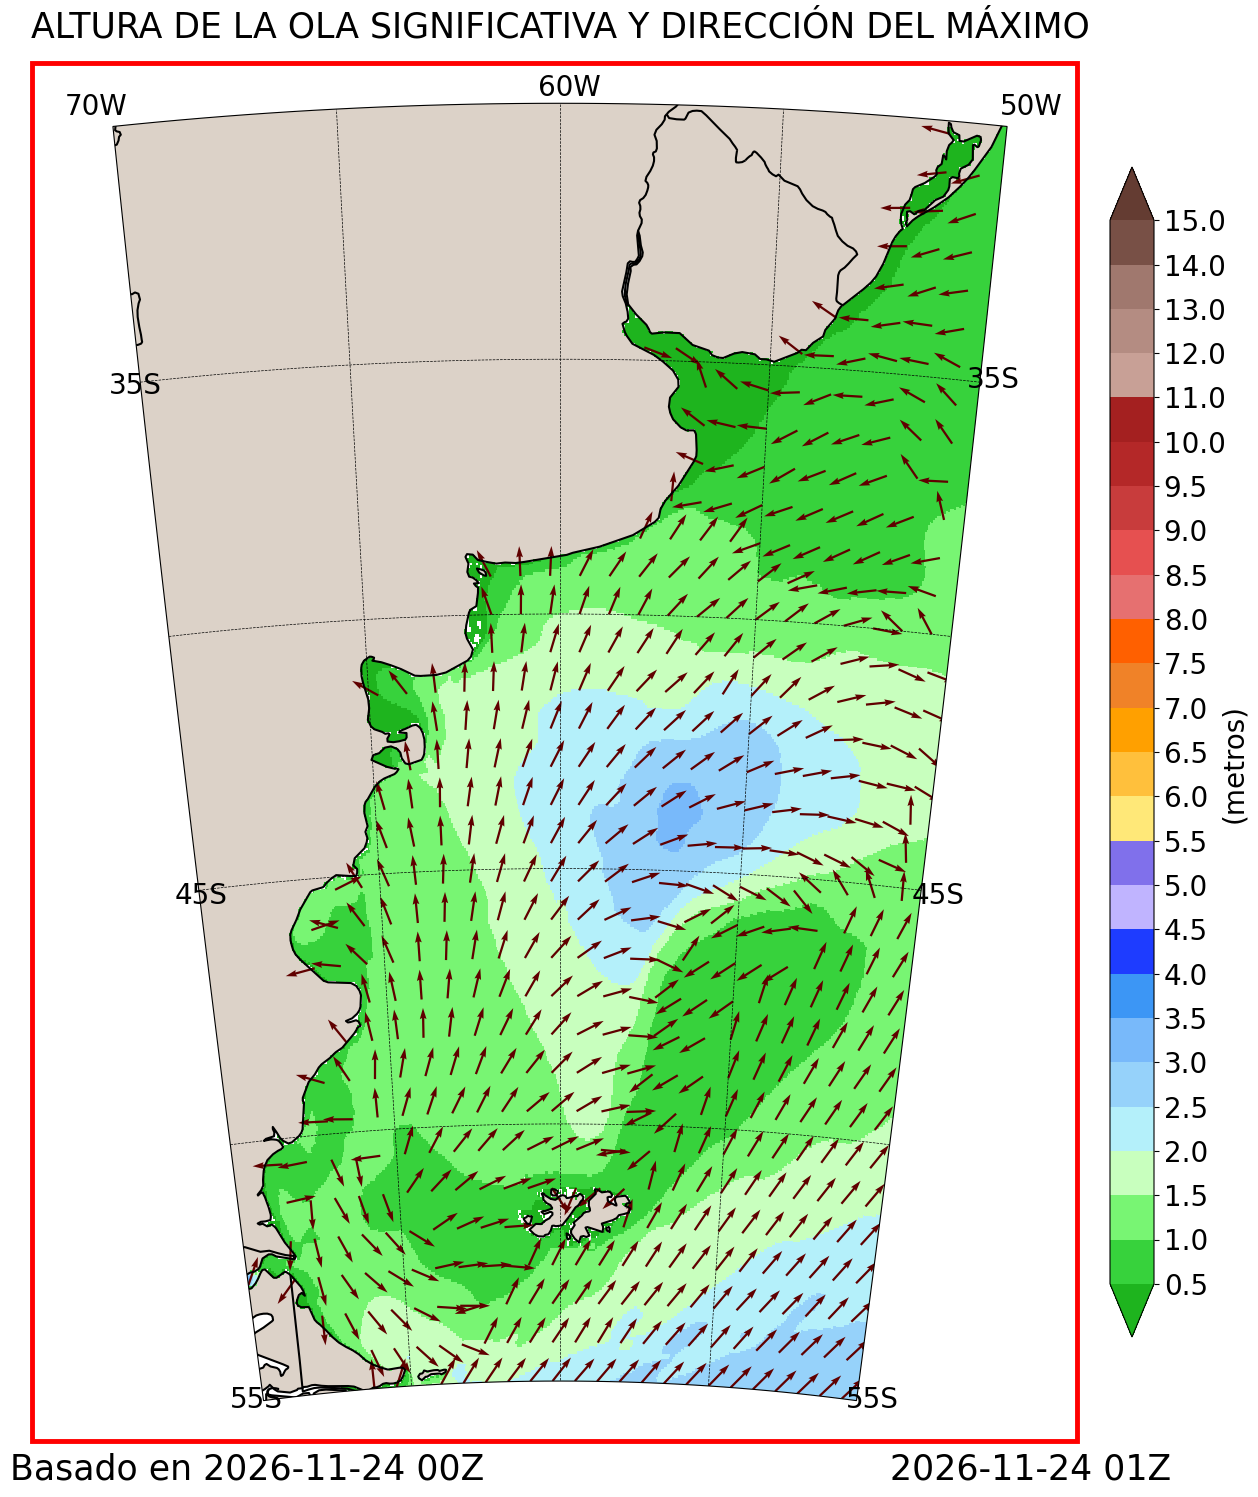 ALTURA DE LA OLA SIGNIFICATIVA Y DIRECCIÓN DEL MÁXIMO
60W
70W
50W
35S
35S
45S
45S
55S
55S
15.0
14.0
13.0
12.0
11.0
10.0
9.5
9.0
8.5
8.0
7.5
7.0
6.5
6.0
5.5
5.0
4.5
4.0
3.5
3.0
2.5
2.0
1.5
1.0
0.5
(metros)
Basado en 2026-11-24 00Z
2026-11-24 01Z